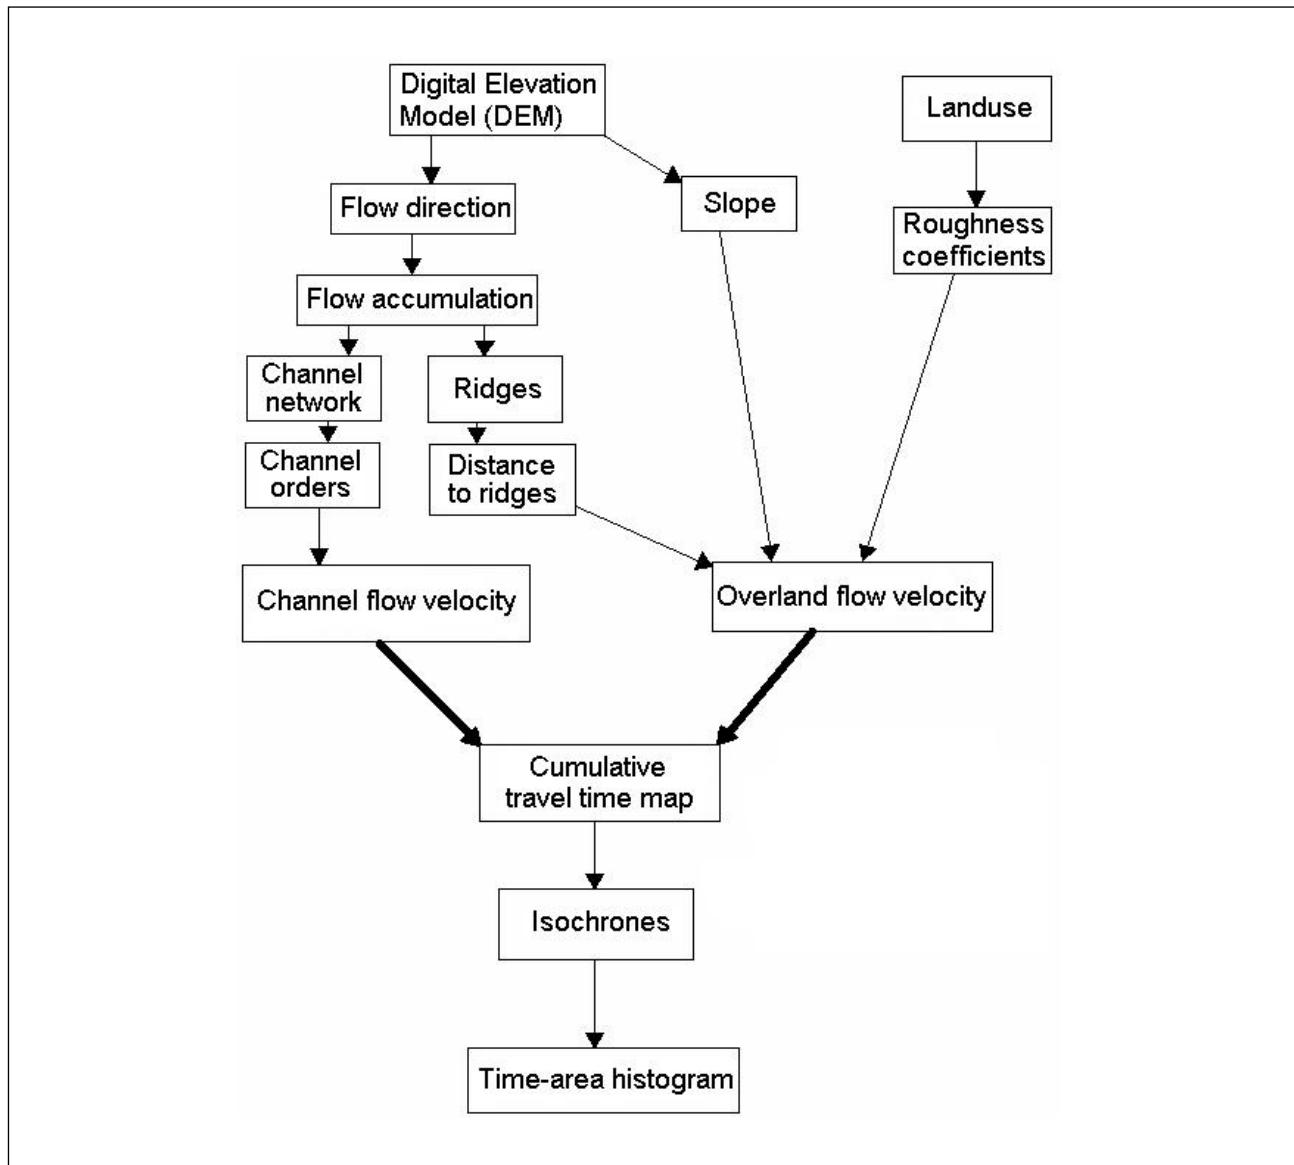 Digital Elevation
Model (DEM)
Landuse
Flow direction
Slope
Roughness
coefficients
Flow accumulation
Channel
network
Ridges
Channel
orders
Distance
to ridges
Channel flow velocity
Overland flow velocity
Cumulative
travel time map
Isochrones
Time-area histogram